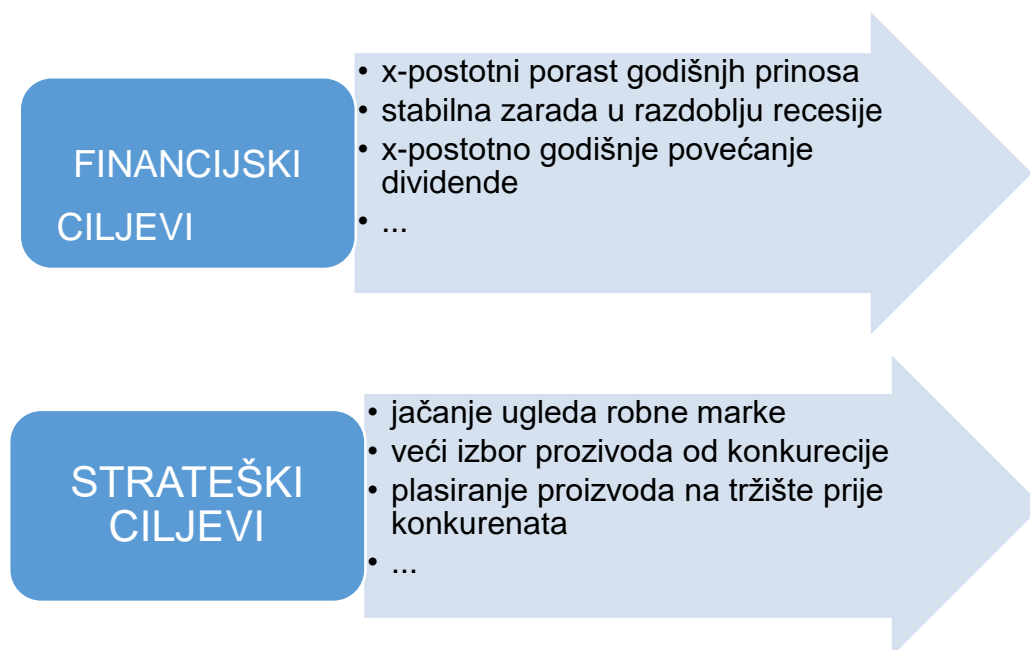 FINANCIJSKI
CILJEVI
• x-postotni porast godišnjh prinosa
• stabilna zarada u razdoblju recesije
• x-postotno godišnje povećanje
dividende
• ...
STRATEŠKI
CILJEVI
• jačanje ugleda robne marke
• veći izbor prozivoda od konkurecije
• plasiranje proizvoda na tržište prije
konkurenata
• ...